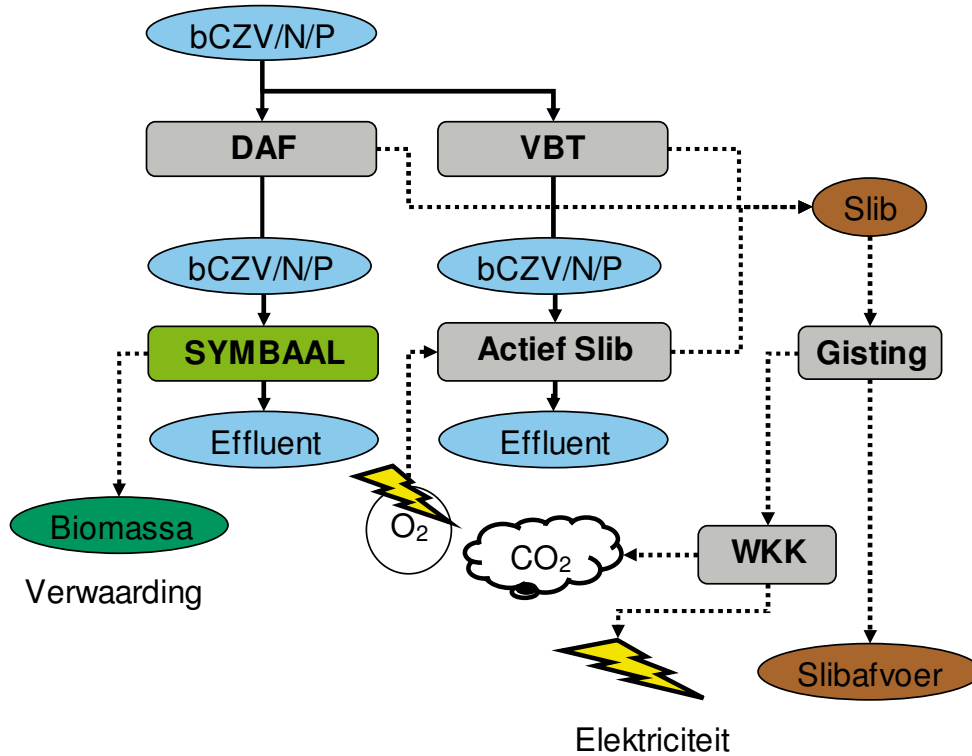 bCZV/N/P
DAF
VBT
Slib
bCZV/N/P
bCZV/N/P
SYMBAAL
Actief Slib
Gisting
Effluent
Effluent
Biomassa
O₂
CO₂
WKK
Verwaarding
Slibafvoer
Elektriciteit